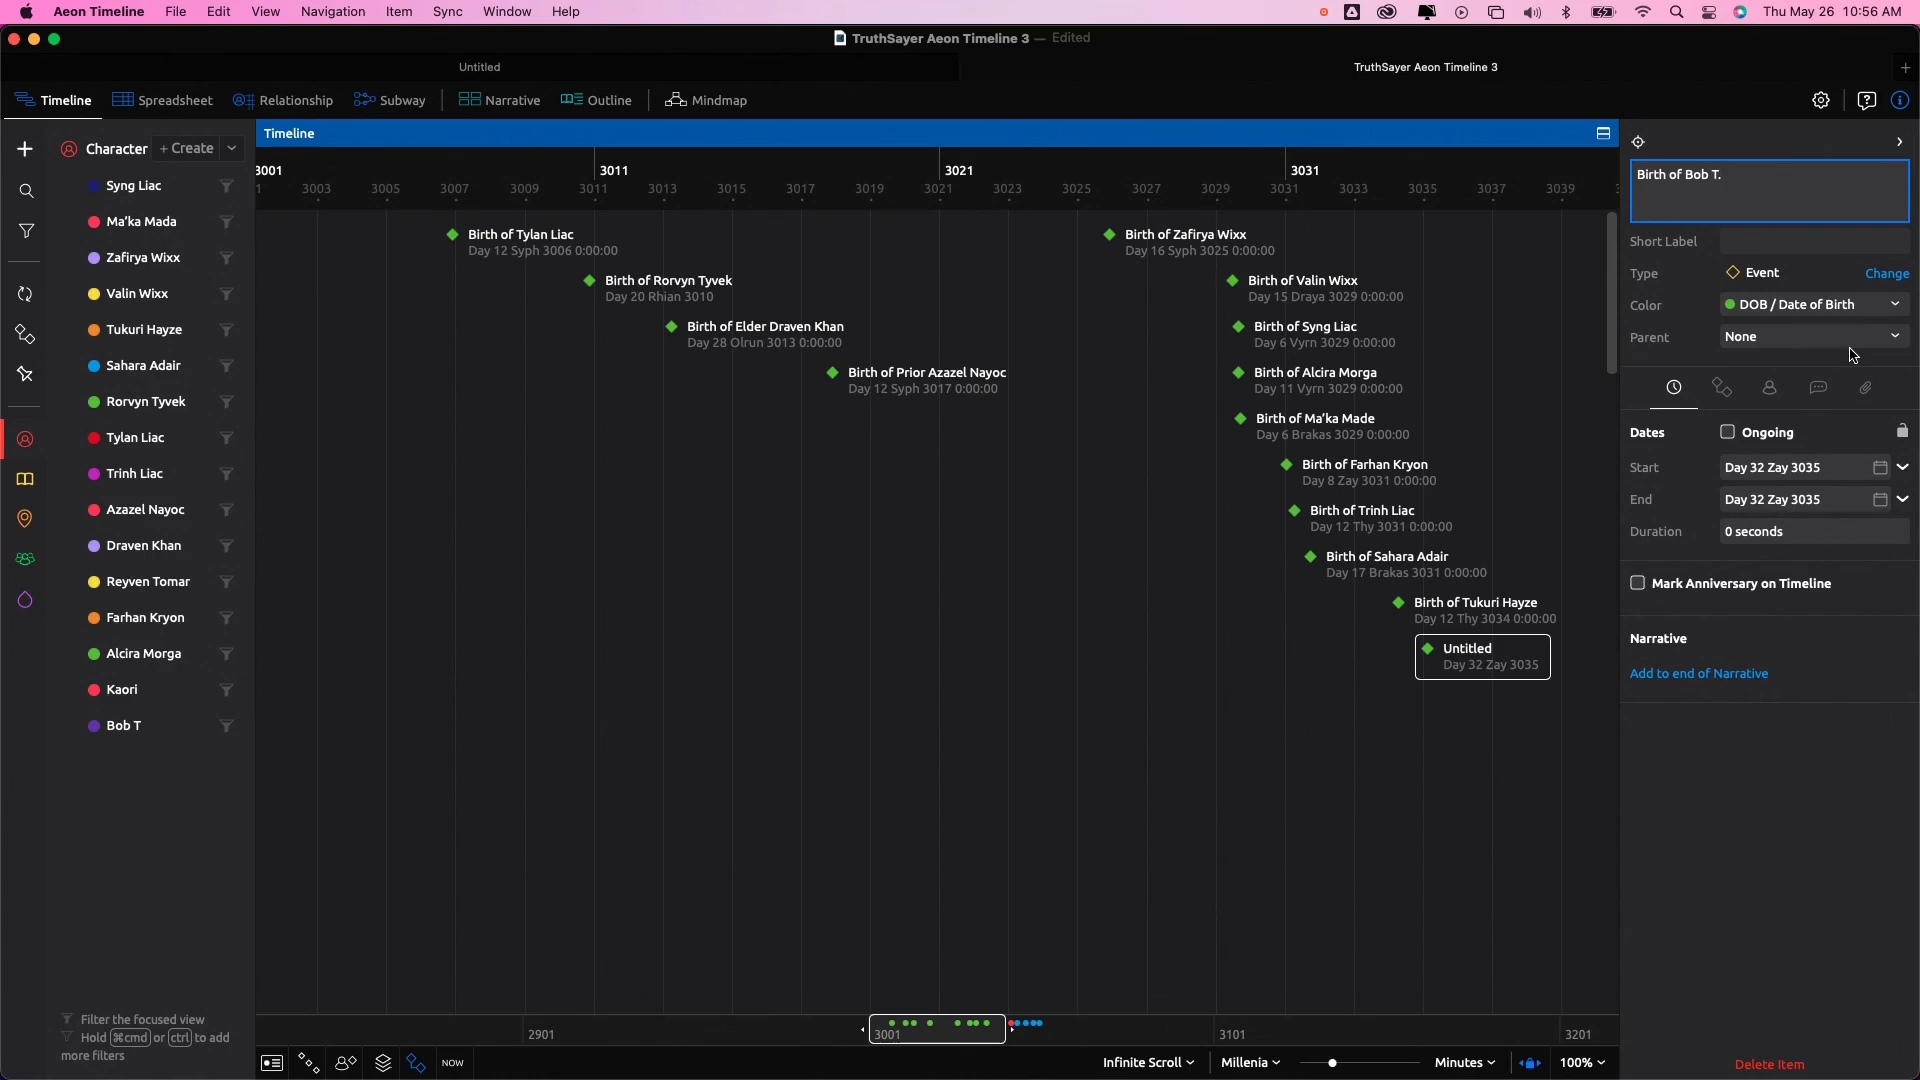 Aeon Timeline File Edit View Navigation Item Sync Window Help Thu May 26 10:56 AM
TruthSayer Aeon Timeline 3 — Edited
Untitled TruthSayer Aeon Timeline 3
Timeline Spreadsheet Relationship Subway Narrative Outline Mindmap
Character + Create
Syng Liac
Ma'ka Mada
Zafirya Wixx
Valin Wixx
Tukuri Hayze
Sahara Adair
Rorvyn Tyvek
Tylan Liac
Trinh Liac
Azazel Nayoc
Draven Khan
Reyven Tomar
Farhan Kryon
Alcira Morga
Kaori
Bob T
Filter the focused view
Hold ⌘cmd or ctrl to add
more filters
Timeline
3001 3011 3021 3031
3003 3005 3007 3009 3011 3013 3015 3017 3019 3021 3023 3025 3027 3029 3031 3033 3035 3037 3039
Birth of Tylan Liac
Day 12 Syph 3006 0:00:00
Birth of Rorvyn Tyvek
Day 20 Rhian 3010
Birth of Elder Draven Khan
Day 28 Olrun 3013 0:00:00
Birth of Prior Azazel Nayoc
Day 12 Syph 3017 0:00:00
Birth of Zafirya Wixx
Day 16 Syph 3025 0:00:00
Birth of Valin Wixx
Day 15 Draya 3029 0:00:00
Birth of Syng Liac
Day 6 Vyrn 3029 0:00:00
Birth of Alcira Morga
Day 11 Vyrn 3029 0:00:00
Birth of Ma'ka Made
Day 6 Brakas 3029 0:00:00
Birth of Farhan Kryon
Day 8 Zay 3031 0:00:00
Birth of Trinh Liac
Day 12 Thy 3031 0:00:00
Birth of Sahara Adair
Day 17 Brakas 3031 0:00:00
Birth of Tukuri Hayze
Day 12 Thy 3034 0:00:00
Untitled
Day 32 Zay 3035
2901 3001 3101 3201
NOW Infinite Scroll Millenia Minutes 100%
Birth of Bob T.
Short Label
Type Event Change
Color DOB / Date of Birth
Parent None
Dates Ongoing
Start Day 32 Zay 3035
End Day 32 Zay 3035
Duration 0 seconds
Mark Anniversary on Timeline
Narrative
Add to end of Narrative
Delete Item